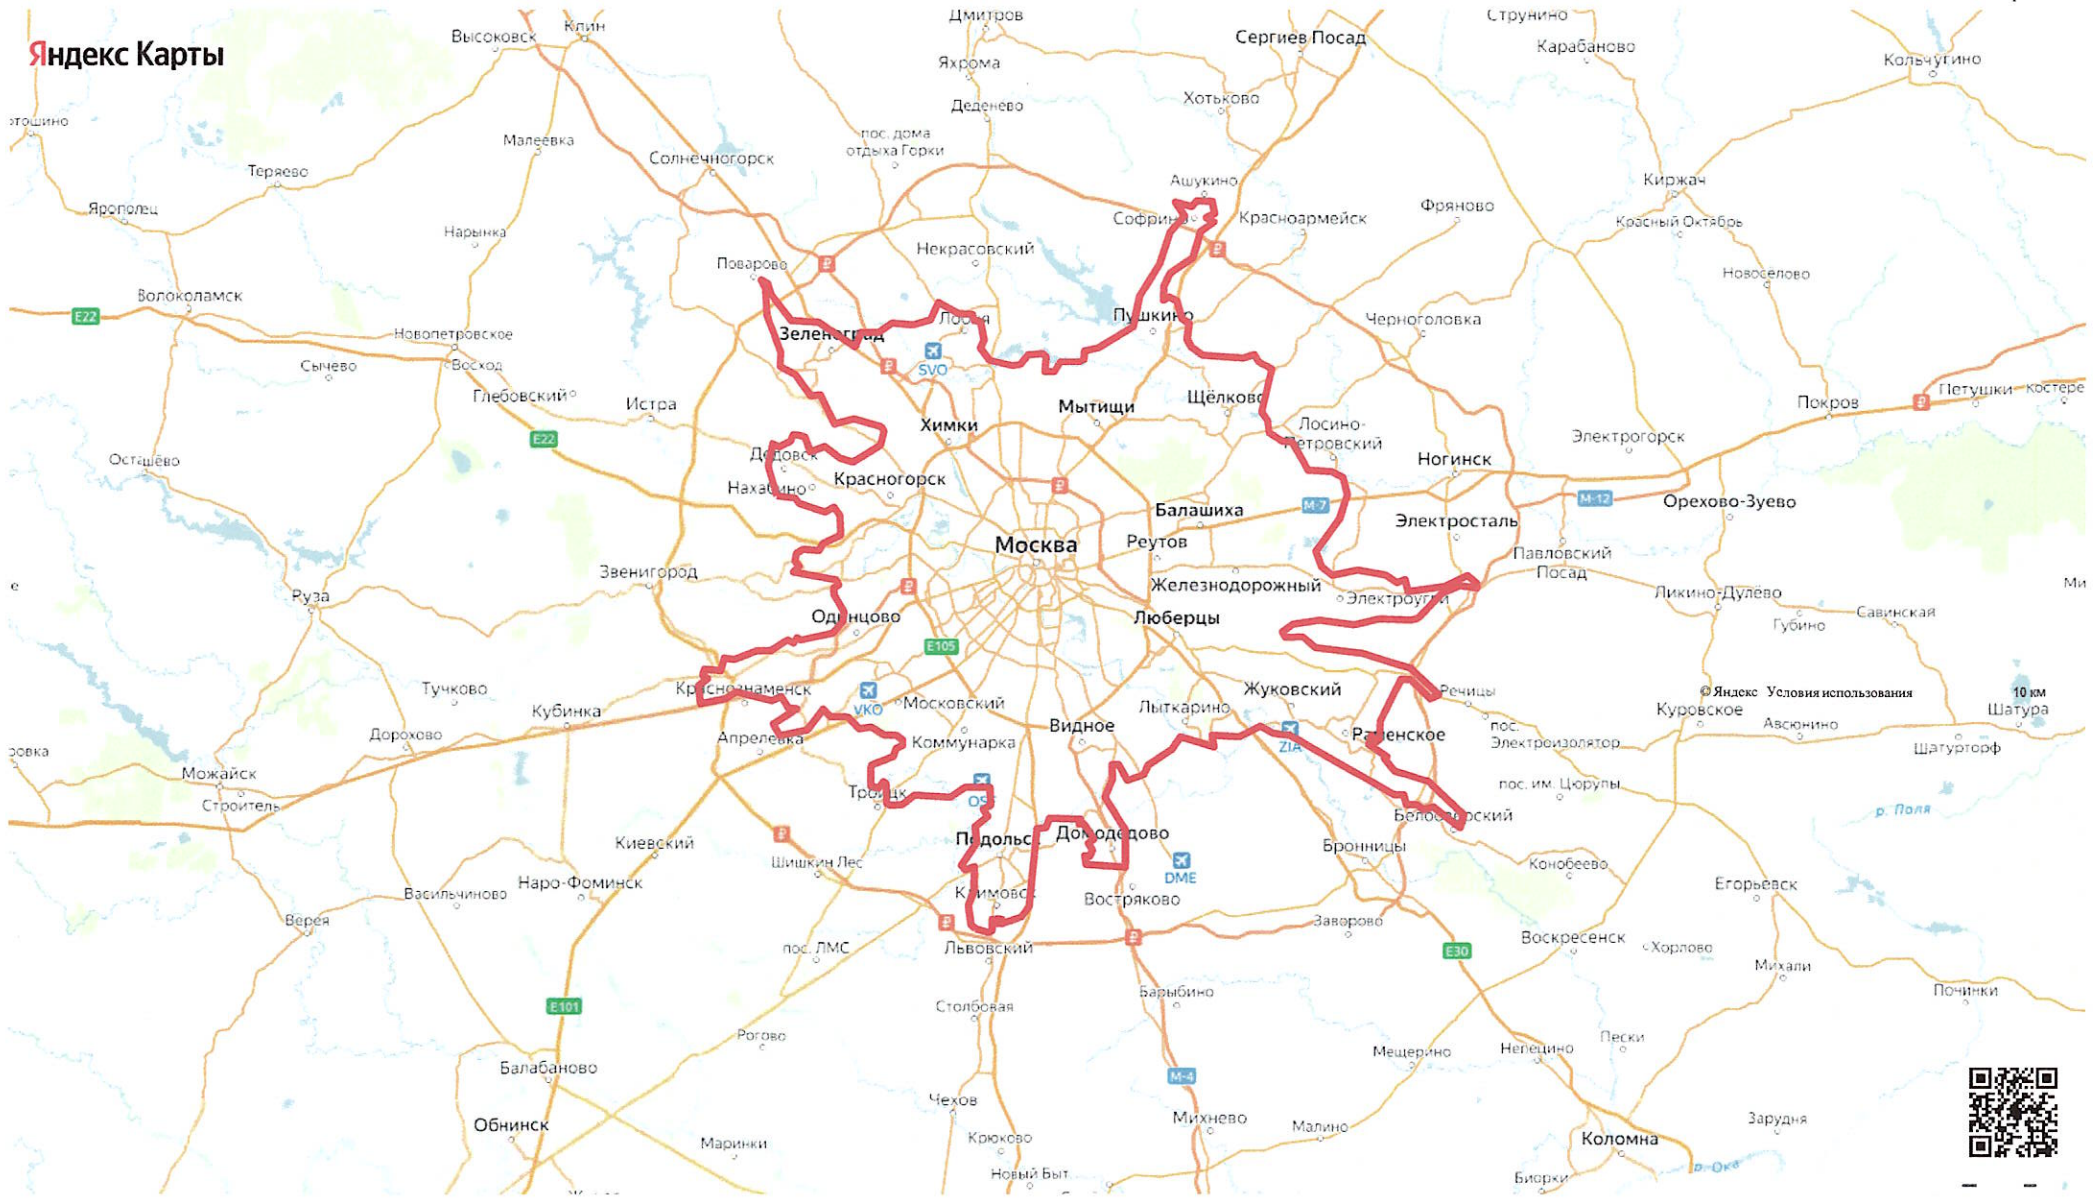 Яндекс Карты
Дмитров
Струнино
Клин
Высоковск
Сергиев Посад
Карабаново
Кольчугино
Яхрома
Хотьково
Деденево
пос. дома
отдыха Горки
Малеевка
Солнечногорск
Теряево
Ашукино
Киржач
Ярополец
Фряново
Красноармейск
Красный Октябрь
Нарынка
Некрасовский
Поварово
Новосёлово
Волоколамск
E22
Пушкино
Черноголовка
Новопетровское
Зеленоград
Сычево
Восход
SVO
Глебовский
Истра
Щёлково
Мытищи
Петушки
Покров
Химки
Лосино-
Петровский
E22
Электрогорск
Осташёво
Дедовск
Ногинск
Красногорск
Нахабино
М-12
Орехово-Зуево
М-7
Балашиха
Электросталь
Москва
Реутов
Павловский
Посад
Звенигород
Железнодорожный
Ми
Руза
Электроугли
Ликино-Дулёво
Савинская
Одинцово
Люберцы
Губино
E105
Тучково
Краснознаменск
Жуковский
Речицы
© Яндекс Условия использования
10 км
VKO
Московский
Лыткарино
Кубинка
Куровское
Шатура
Видное
пос.
Электроизолятор
Авсюнино
Дорохово
Апрелевка
Коммунарка
ZIA
Раменское
Шатурторф
Можайск
Троицк
пос. им. Цюрупы
Строитель
р. Поля
Белоозёрский
Киевский
Подольск
Домодедово
Бронницы
Шишкин Лес
DME
Конобеево
Наро-Фоминск
Васильчиново
Климовск
Востряково
Егорьевск
Верея
Заворово
пос. ЛМС
Львовский
E30
Воскресенск
Хорлово
Михали
E101
Столбовая
Барыбино
Починки
Рогово
Мещерино
Непецино
Пески
Балабаново
М-4
Чехов
Обнинск
Михнево
Малино
Зарудня
Маринки
Крюково
Коломна
Новый Быт
Биорки
р. Ока